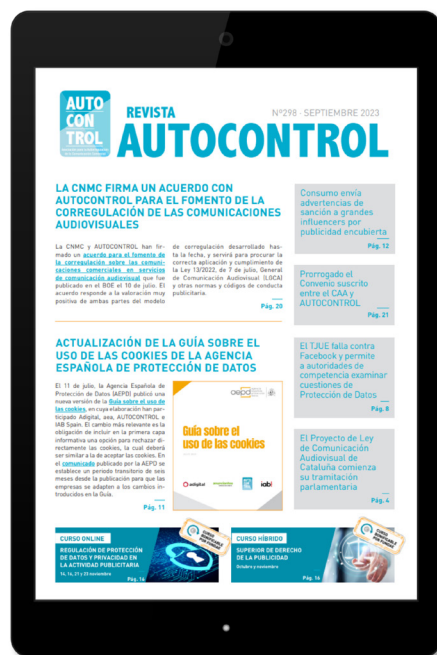 AUTO
CON
TROL
REVISTA
Nº298 · SEPTIEMBRE 2023
AUTOCONTROL
LA CNMC FIRMA UN ACUERDO CON
AUTOCONTROL PARA EL FOMENTO DE LA
CORREGULACIÓN DE LAS COMUNICACIONES
AUDIOVISUALES
La CNMC y AUTOCONTROL han fir-
mado un acuerdo para el fomento de
la corregulación sobre las comuni-
caciones comerciales en servicios
de comunicación audiovisual que fue
publicado en el BOE el 10 de julio. El
acuerdo responde a la valoración muy
positiva de ambas partes del modelo
de corregulación desarrollado has-
ta la fecha, y servirá para procurar la
correcta aplicación y cumplimiento de
la Ley 13/2022, de 7 de julio, General
de Comunicación Audiovisual (LGCA)
y otras normas y códigos de conducta
publicitaria.
Pág. 20
ACTUALIZACIÓN DE LA GUÍA SOBRE EL
USO DE LAS COOKIES DE LA AGENCIA
ESPAÑOLA DE PROTECCIÓN DE DATOS
El 11 de julio, la Agencia Española de
Protección de Datos (AEPD) publicó una
nueva versión de la Guía sobre el uso de
las cookies, en cuya elaboración han par-
ticipado Adigital, aea, AUTOCONTROL e
IAB Spain. El cambio más relevante es la
obligación de incluir en la primera capa
informativa una opción para rechazar di-
rectamente las cookies, la cual deberá
ser similar a la de aceptar las cookies. En
el comunicado publicado por la AEPD se
establece un periodo transitorio de seis
meses desde la publicación para que las
empresas se adapten a los cambios in-
troducidos en la Guía.
Pág. 11
aepd
Guía sobre el
uso de las cookies
adigital
iab
Consumo envía
advertencias de
sanción a grandes
influencers por
publicidad encubierta
Pág. 12
Prorrogado el
Convenio suscrito
entre el CAA y
AUTOCONTROL
Pág. 21
El TJUE falla contra
Facebook y permite
a autoridades de
competencia examinar
cuestiones de
Protección de Datos
Pág. 8
El Proyecto de Ley
de Comunicación
Audiovisual de
Cataluña comienza
su tramitación
parlamentaria
Pág. 4
CURSO ONLINE
REGULACIÓN DE PROTECCIÓN
DE DATOS Y PRIVACIDAD EN
LA ACTIVIDAD PUBLICITARIA
14, 16, 21 y 23 noviembre
Pág. 16
CURSO
BONIFICABLE
POR FUNDAE
CURSO HÍBRIDO
SUPERIOR DE DERECHO
DE LA PUBLICIDAD
Octubre y noviembre
Pág. 16
CURSO
BONIFICABLE
POR FUNDAE